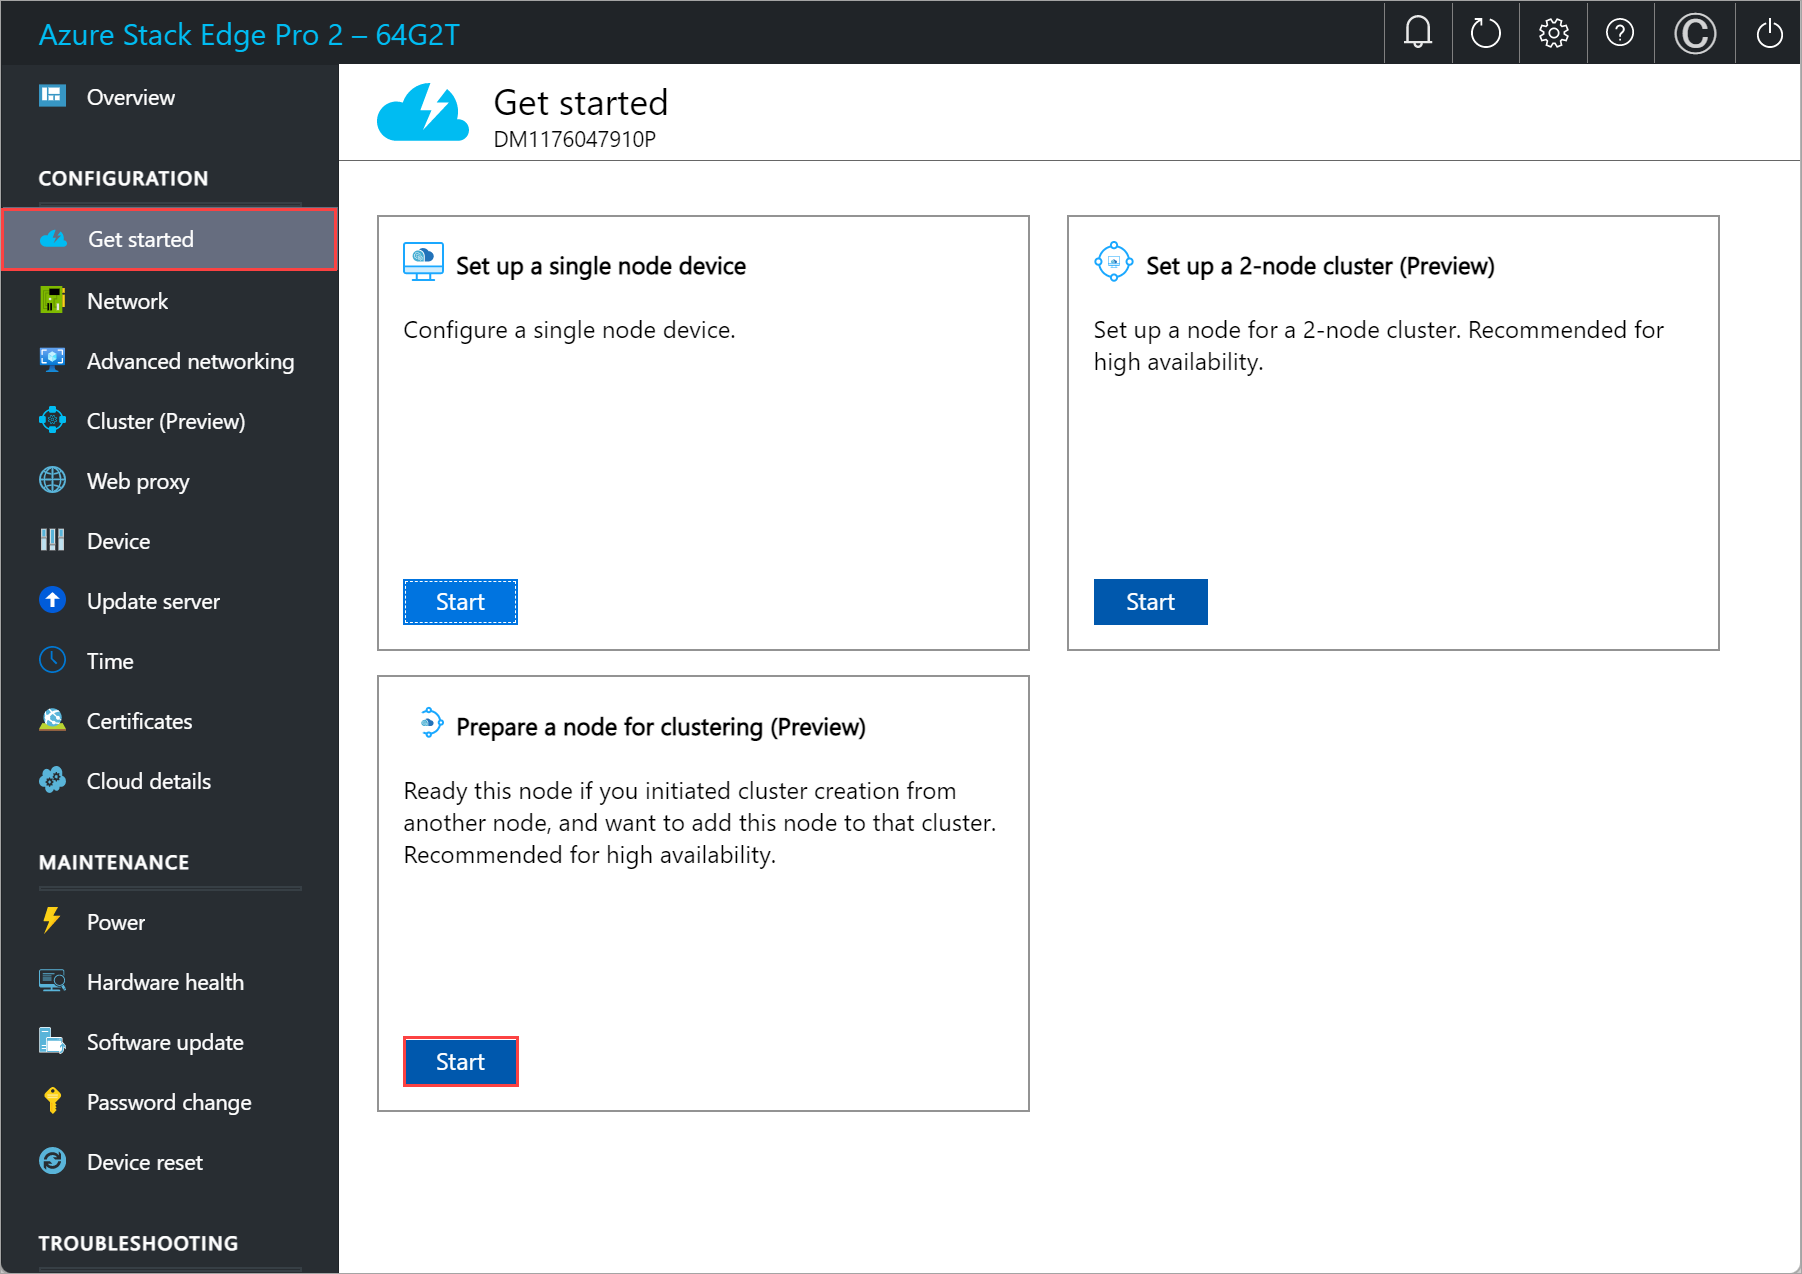 Azure Stack Edge Pro 2 – 64G2T
Overview
CONFIGURATION
Get started
Network
Advanced networking
Cluster (Preview)
Web proxy
Device
Update server
Time
Certificates
Cloud details
MAINTENANCE
Power
Hardware health
Software update
Password change
Device reset
TROUBLESHOOTING
Get started
DM1176047910P
Set up a single node device
Configure a single node device.
Start
Set up a 2-node cluster (Preview)
Set up a node for a 2-node cluster. Recommended for
high availability.
Start
Prepare a node for clustering (Preview)
Ready this node if you initiated cluster creation from
another node, and want to add this node to that cluster.
Recommended for high availability.
Start